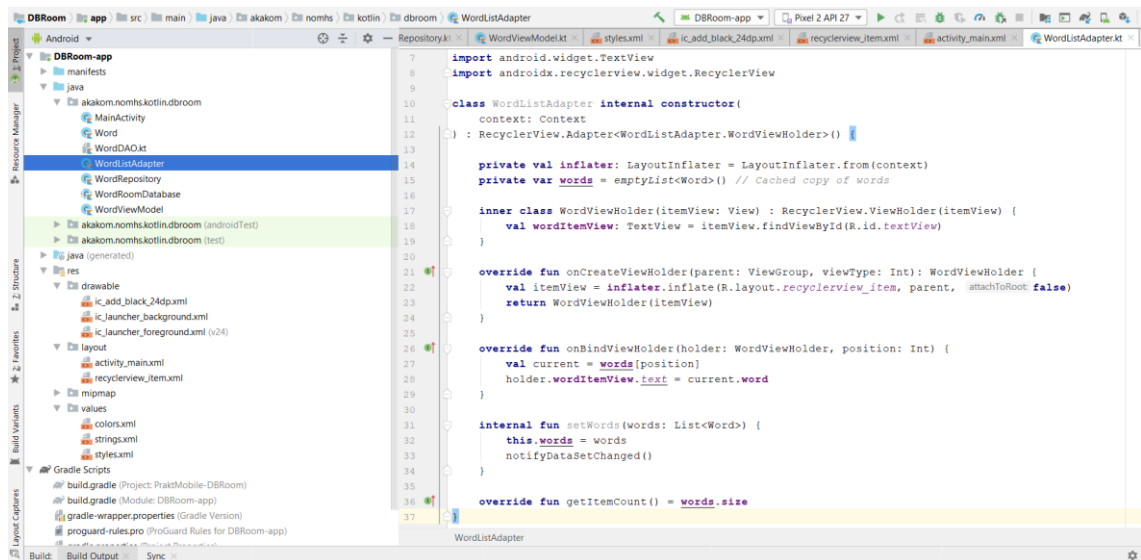 DBRoom app src main java akakom nomhs kotlin dbroom WordListAdapter DBRoom-app Pixel 2 API 27
Android Repository.kt WordViewModel.kt styles.xml ic_add_black_24dp.xml recyclerview_item.xml activity_main.xml WordListAdapter.kt
Project
Resource Manager
Z: Structure
2: Favorites
Build Variants
Layout Captures
DBRoom-app
manifests
java
akakom.nomhs.kotlin.dbroom
MainActivity
Word
WordDAO.kt
WordListAdapter
WordRepository
WordRoomDatabase
WordViewModel
akakom.nomhs.kotlin.dbroom (androidTest)
akakom.nomhs.kotlin.dbroom (test)
java (generated)
res
drawable
ic_add_black_24dp.xml
ic_launcher_background.xml
ic_launcher_foreground.xml (v24)
layout
activity_main.xml
recyclerview_item.xml
mipmap
values
colors.xml
strings.xml
styles.xml
Gradle Scripts
build.gradle (Project: PraktMobile-DBRoom)
build.gradle (Module: DBRoom-app)
gradle-wrapper.properties (Gradle Version)
proguard-rules.pro (ProGuard Rules for DBRoom-app)
7 import android.widget.TextView
8 import androidx.recyclerview.widget.RecyclerView
9
10 class WordListAdapter internal constructor(
11 context: Context
12 ) : RecyclerView.Adapter<WordListAdapter.WordViewHolder>() {
13
14 private val inflater: LayoutInflater = LayoutInflater.from(context)
15 private var words = emptyList<Word>() // Cached copy of words
16
17 inner class WordViewHolder(itemView: View) : RecyclerView.ViewHolder(itemView) {
18 val wordItemView: TextView = itemView.findViewById(R.id.textView)
19 }
20
21 override fun onCreateViewHolder(parent: ViewGroup, viewType: Int): WordViewHolder {
22 val itemView = inflater.inflate(R.layout.recyclerview_item, parent, attachToRoot: false)
23 return WordViewHolder(itemView)
24 }
25
26 override fun onBindViewHolder(holder: WordViewHolder, position: Int) {
27 val current = words[position]
28 holder.wordItemView.text = current.word
29 }
30
31 internal fun setWords(words: List<Word>) {
32 this.words = words
33 notifyDataSetChanged()
34 }
35
36 override fun getItemCount() = words.size
37 }
WordListAdapter
Build: Build Output Sync